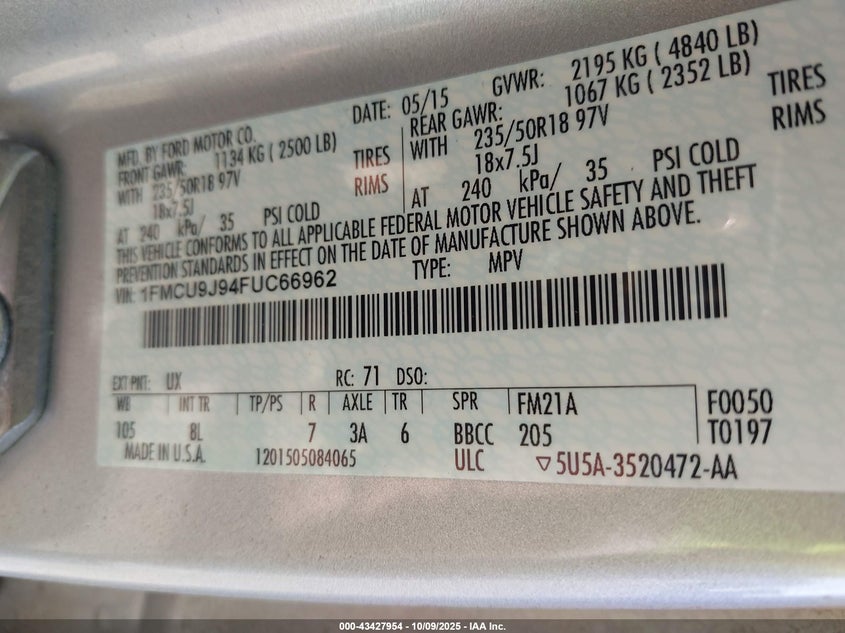 MFD. BY FORD MOTOR CO. DATE: 05/15 GVWR: 2195 KG ( 4840 LB)
FRONT GAWR: 1134 KG ( 2500 LB) REAR GAWR: 1067 KG ( 2352 LB)
WITH 235/50R18 97V TIRES WITH 235/50R18 97V TIRES
18x7.5J RIMS 18x7.5J RIMS
AT 240 kPa/ 35 PSI COLD AT 240 kPa/ 35 PSI COLD
THIS VEHICLE CONFORMS TO ALL APPLICABLE FEDERAL MOTOR VEHICLE SAFETY AND THEFT
PREVENTION STANDARDS IN EFFECT ON THE DATE OF MANUFACTURE SHOWN ABOVE.
VIN: 1FMCU9J94FUC66962 TYPE: MPV
EXT PNT: UX RC: 71 DSO:
WB INT TR TP/PS R AXLE TR SPR FM21A F0050
105 8L 7 3A 6 BBCC 205 T0197
MADE IN U.S.A. 1201505084065 ULC ▽5U5A-3520472-AA
000-43427954 - 10/09/2025 - IAA Inc.